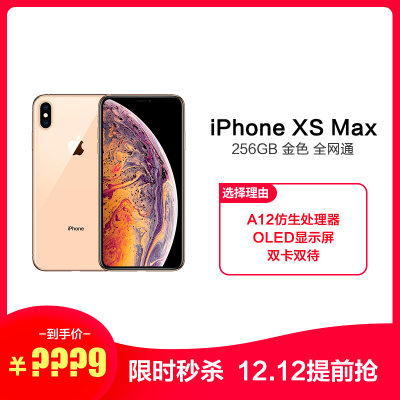 iPhone XS Max
256GB 金色 全网通
选择理由
A12仿生处理器
OLED显示屏
双卡双待
iPhone
到手价
¥????9
限时秒杀 12.12提前抢